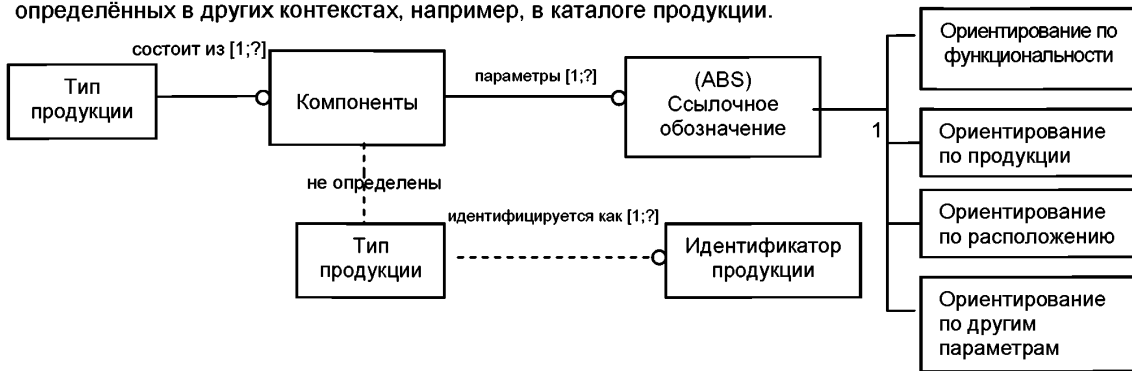 определённых в других контекстах, например, в каталоге продукции.
состоит из [1;?]
Тип
продукции
Компоненты
параметры [1;?]
(ABS)
Ссылочное
обозначение
1
Ориентирование по
функциональности
Ориентирование
по продукции
Ориентирование
по расположению
Ориентирование
по другим
параметрам
не определены
Тип
продукции
идентифицируется как [1;?]
Идентификатор
продукции